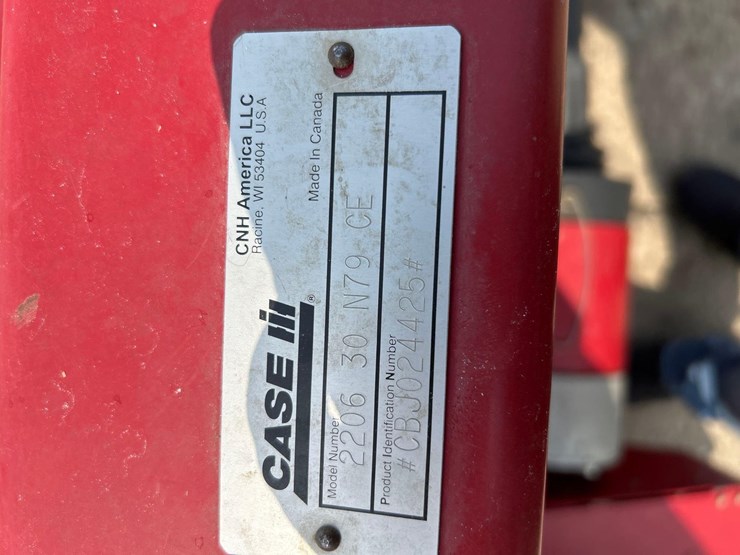 CASE IH®
CNH America LLC
Racine, WI 53404 U.S.A
Made In Canada
Model Number
2206 30 N79 CE
Product Identification Number
#CBJ024425#